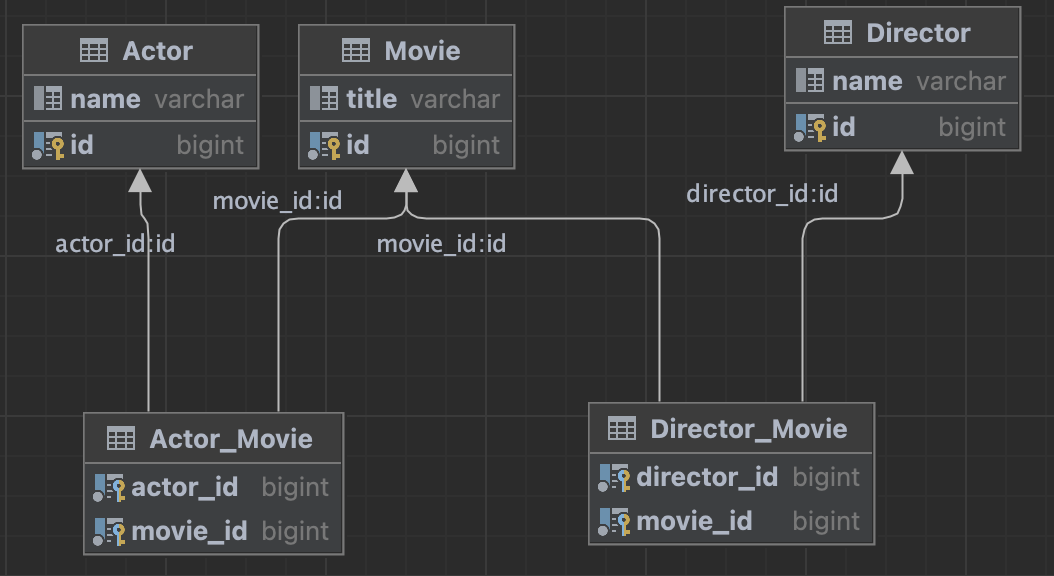 Actor
name varchar
id bigint
Movie
title varchar
id bigint
Director
name varchar
id bigint
movie_id:id
director_id:id
actor_id:id
movie_id:id
Actor_Movie
actor_id bigint
movie_id bigint
Director_Movie
director_id bigint
movie_id bigint